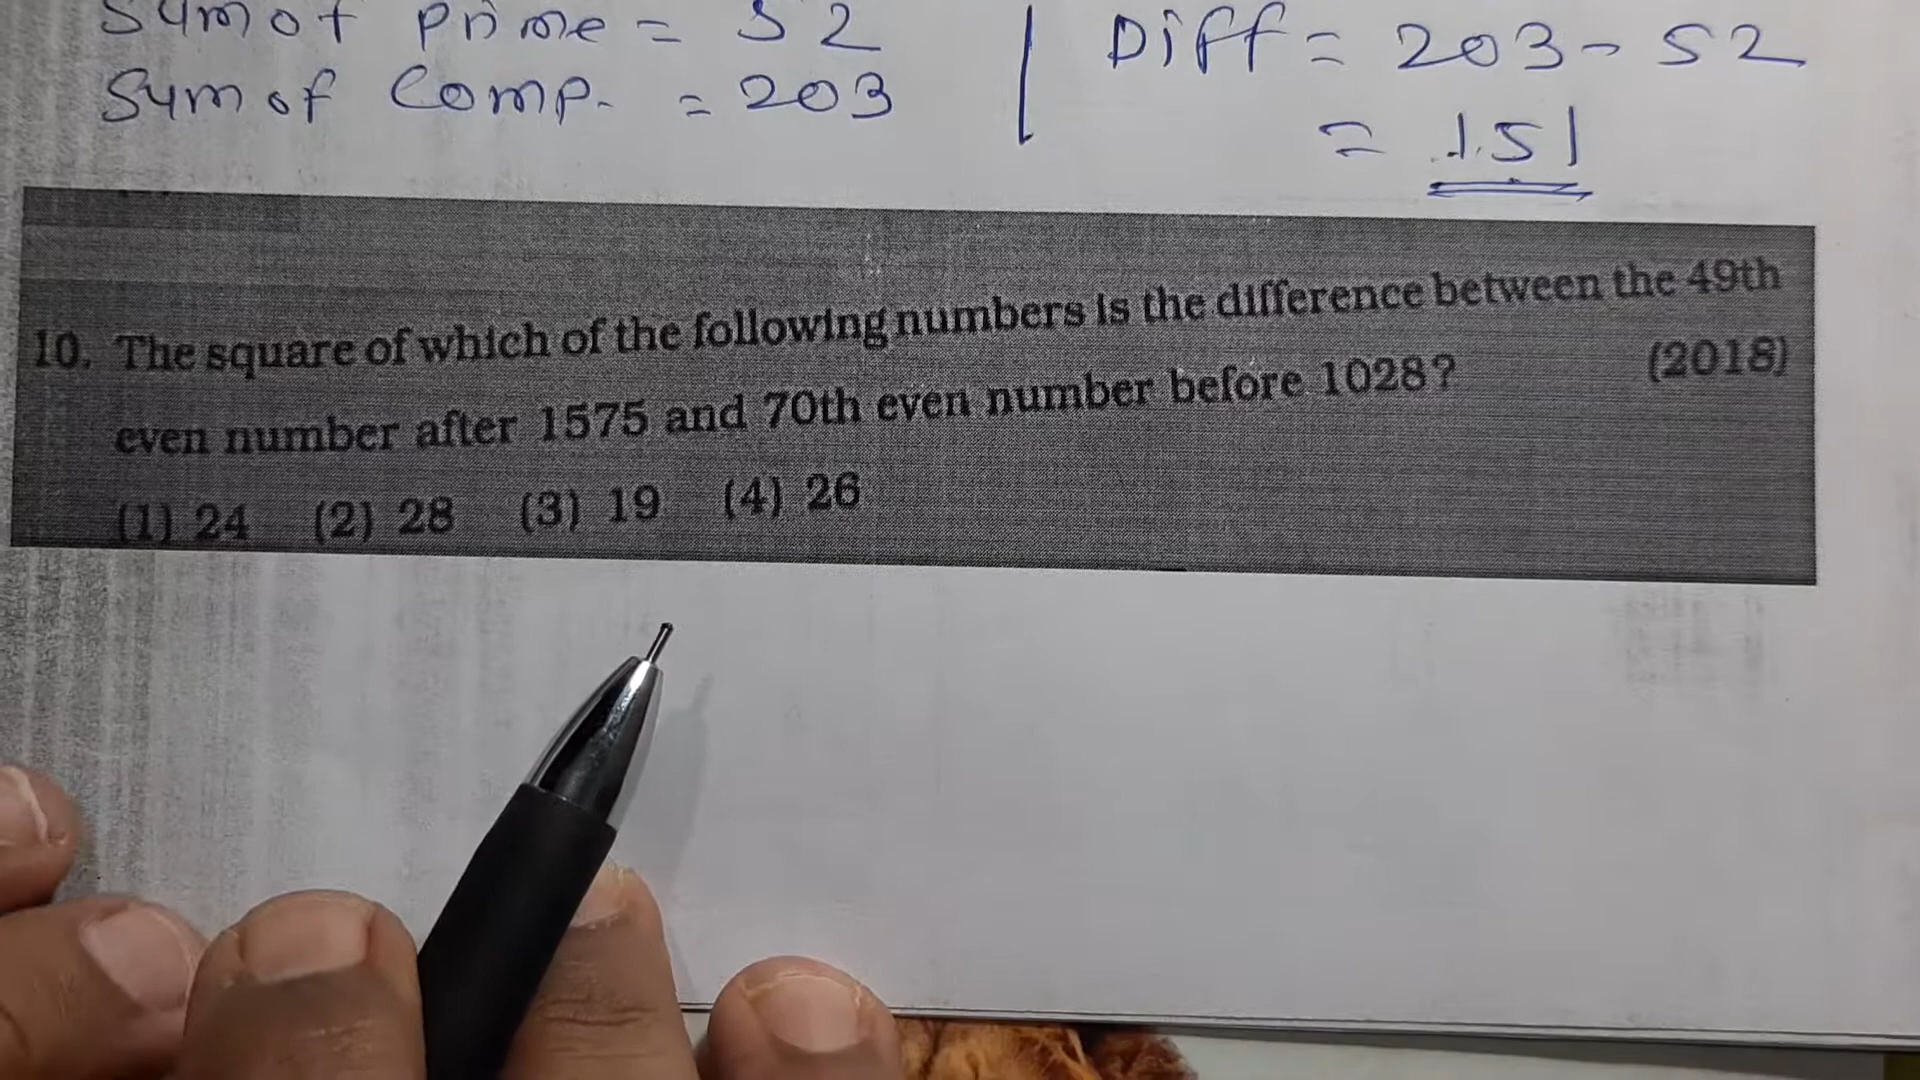 Sum of Prime = 52
Sum of Comp. = 203
Diff = 203 - 52
= 151
10. The square of which of the following numbers is the difference between the 49th
even number after 1575 and 70th even number before 1028? (2018)
(1) 24 (2) 28 (3) 19 (4) 26